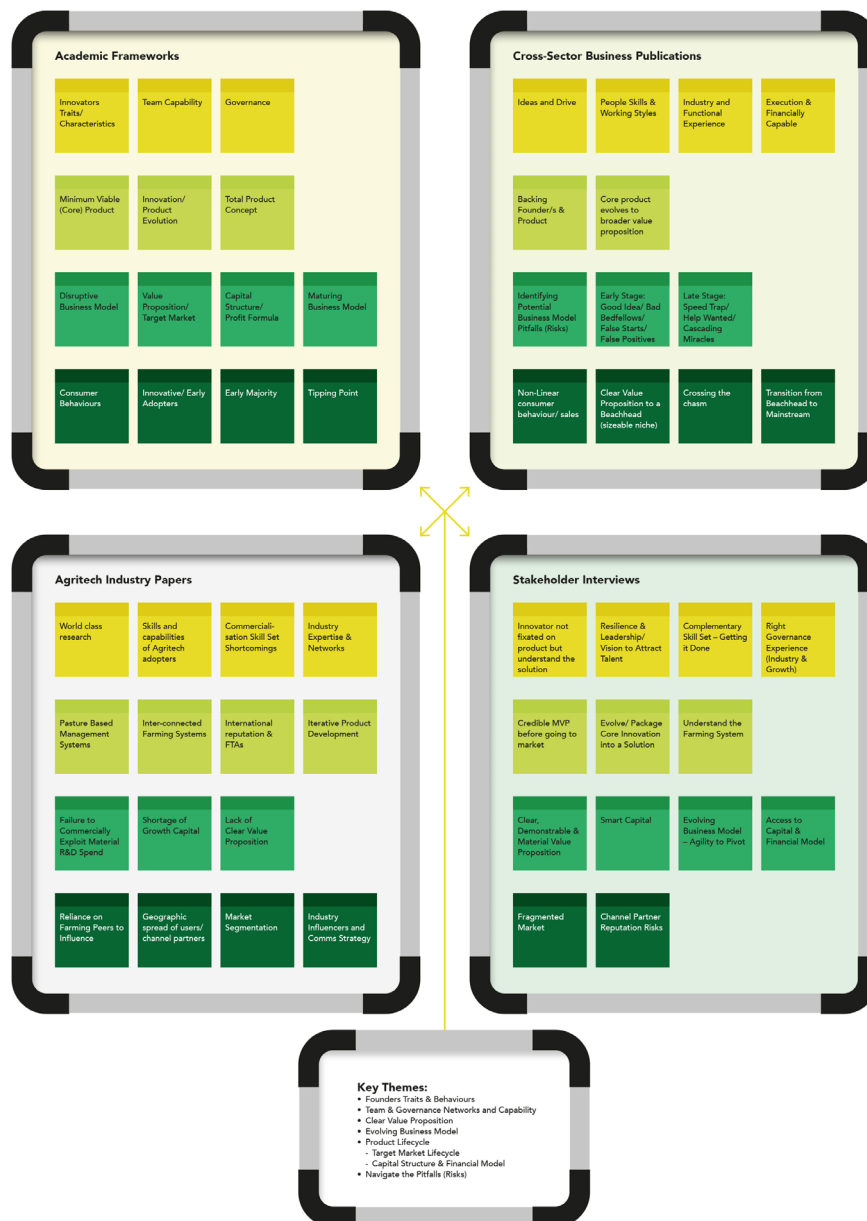 Academic Frameworks
Innovators
Traits/
Characteristics
Team Capability
Governance
Minimum Viable
(Core) Product
Innovation/
Product
Evolution
Total Product
Concept
Disruptive
Business Model
Value
Proposition/
Target Market
Capital
Structure/
Profit Formula
Maturing
Business Model
Consumer
Behaviours
Innovative/ Early
Adopters
Early Majority
Tipping Point
Cross-Sector Business Publications
Ideas and Drive
People Skills &
Working Styles
Industry and
Functional
Experience
Execution &
Financially
Capable
Backing
Founder/s &
Product
Core product
evolves to
broader value
proposition
Identifying
Potential
Business Model
Pitfalls (Risks)
Early Stage:
Good Idea/ Bad
Bedfellows/
False Starts/
False Positives
Late Stage:
Speed Trap/
Help Wanted/
Cascading
Miracles
Non-Linear
consumer
behaviour/ sales
Clear Value
Proposition to a
Beachhead
(sizeable niche)
Crossing the
chasm
Transition from
Beachhead to
Mainstream
Agritech Industry Papers
World class
research
Skills and
capabilities
of Agritech
adopters
Commerciali-
sation Skill Set
Shortcomings
Industry
Expertise &
Networks
Pasture Based
Management
Systems
Inter-connected
Farming Systems
International
reputation &
FTAs
Iterative Product
Development
Failure to
Commercially
Exploit Material
R&D Spend
Shortage of
Growth Capital
Lack of
Clear Value
Proposition
Reliance on
Farming Peers to
Influence
Geographic
spread of users/
channel partners
Market
Segmentation
Industry
Influencers and
Comms Strategy
Stakeholder Interviews
Innovator not
fixated on
product but
understand the
solution
Resilience &
Leadership/
Vision to Attract
Talent
Complementary
Skill Set – Getting
it Done
Right
Governance
Experience
(Industry &
Growth)
Credible MVP
before going to
market
Evolve/ Package
Core Innovation
into a Solution
Understand the
Farming System
Clear,
Demonstrable &
Material Value
Proposition
Smart Capital
Evolving
Business Model
– Agility to Pivot
Access to
Capital &
Financial Model
Fragmented
Market
Channel Partner
Reputation Risks
Key Themes:
• Founders Traits & Behaviours
• Team & Governance Networks and Capability
• Clear Value Proposition
• Evolving Business Model
• Product Lifecycle
- Target Market Lifecycle
- Capital Structure & Financial Model
• Navigate the Pitfalls (Risks)